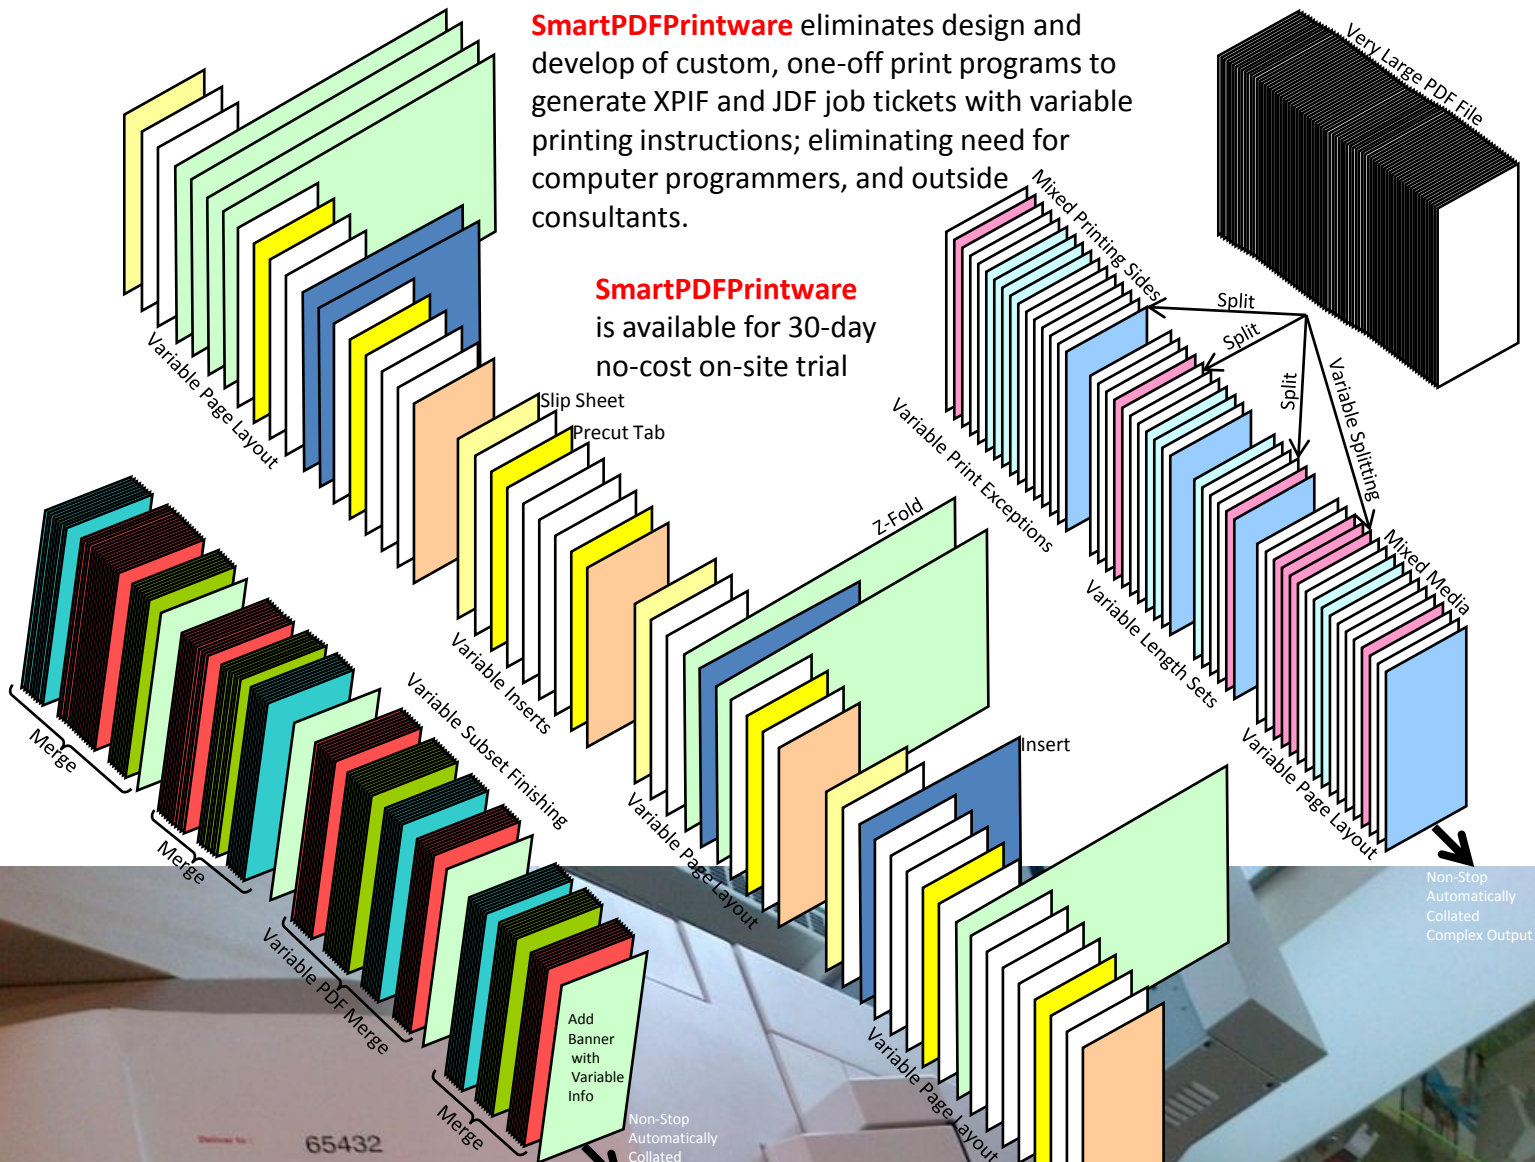 SmartPDFPrintware eliminates design and
develop of custom, one-off print programs to
generate XPIF and JDF job tickets with variable
printing instructions; eliminating need for
computer programmers, and outside
consultants.
SmartPDFPrintware
is available for 30-day
no-cost on-site trial
Very Large PDF File
Mixed Printing Sides
Split
Split
Split
Variable Splitting
Mixed Media
Variable Print Exceptions
Variable Length Sets
Variable Page Layout
Non-Stop
Automatically
Collated
Complex Output
Variable Page Layout
Slip Sheet
Precut Tab
Variable Inserts
Z-Fold
Variable Page Layout
Insert
Variable Page Layout
Variable Subset Finishing
Merge
Merge
Variable PDF Merge
Merge
Add
Banner
with
Variable
Info
Non-Stop
Automatically
Collated
Deliver to :
65432